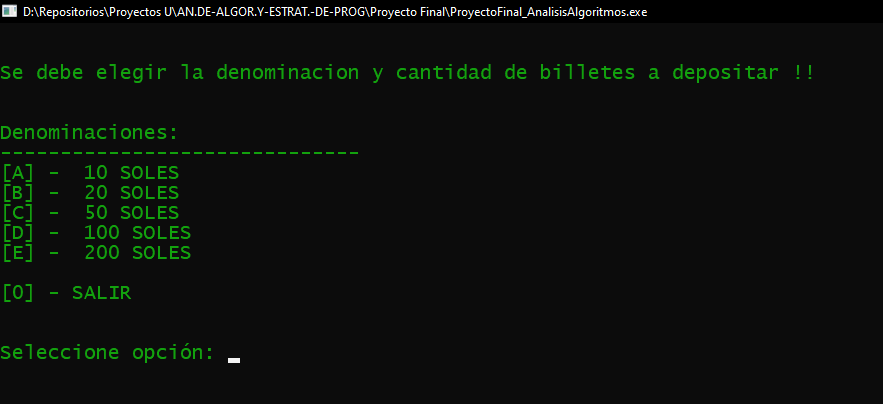 D:\Repositorios\Proyectos U\AN.DE-ALGOR.Y-ESTRAT.-DE-PROG\Proyecto Final\ProyectoFinal_AnalisisAlgoritmos.exe
Se debe elegir la denominacion y cantidad de billetes a depositar !!
Denominaciones:
------------------------------
[A] -  10 SOLES
[B] -  20 SOLES
[C] -  50 SOLES
[D] -  100 SOLES
[E] -  200 SOLES
[0] - SALIR
Seleccione opción: